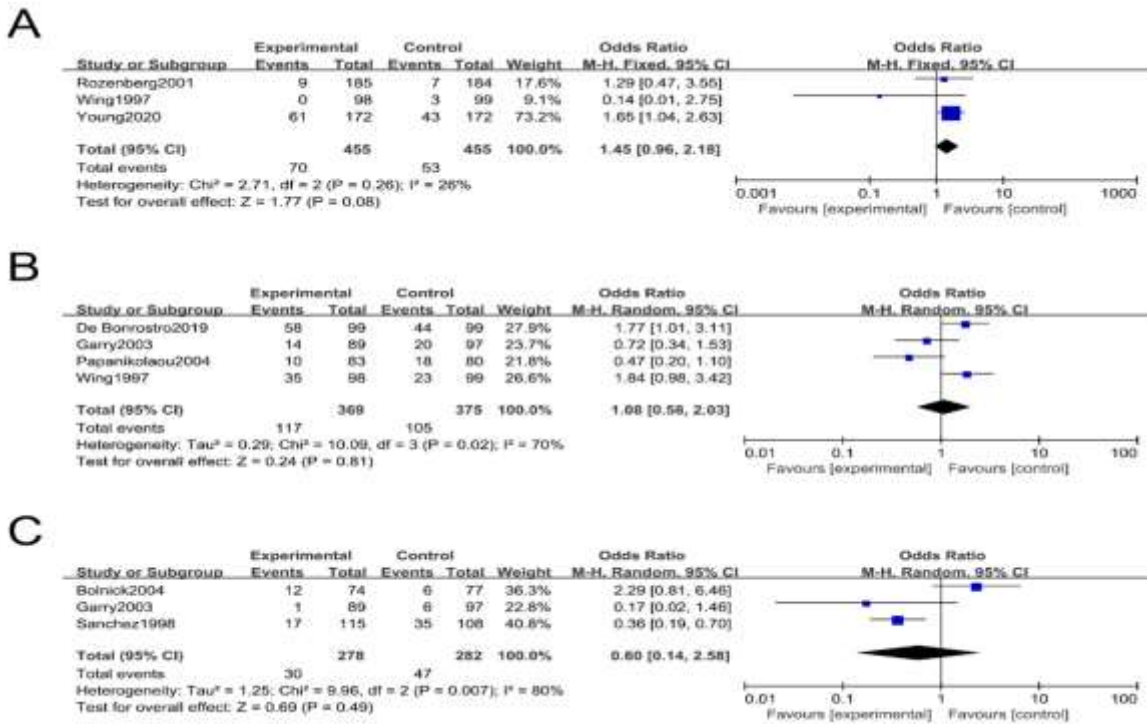 A
Experimental Control Odds Ratio Odds Ratio
Study or Subgroup Events Total Events Total Weight M-H. Fixed. 95% CI M-H. Fixed. 95% CI
Rozenberg2001 9 185 7 184 17.6% 1.29 [0.47, 3.55]
Wing1997 0 98 3 99 9.1% 0.14 [0.01, 2.75]
Young2020 61 172 43 172 73.2% 1.65 [1.04, 2.63]
Total (95% CI) 455 455 100.0% 1.45 [0.96, 2.18]
Total events 70 53
Heterogeneity: Chi² = 2.71, df = 2 (P = 0.26); I² = 26%
Test for overall effect: Z = 1.77 (P = 0.08)
0.001 0.1 1 10 1000
Favours [experimental] Favours [control]
B
Experimental Control Odds Ratio Odds Ratio
Study or Subgroup Events Total Events Total Weight M-H. Random. 95% CI M-H. Random. 95% CI
De Bonrostro2019 58 99 44 99 27.9% 1.77 [1.01, 3.11]
Garry2003 14 89 20 97 23.7% 0.72 [0.34, 1.53]
Papanikolaou2004 10 83 18 80 21.8% 0.47 [0.20, 1.10]
Wing1997 35 98 23 99 26.6% 1.84 [0.98, 3.42]
Total (95% CI) 369 375 100.0% 1.08 [0.58, 2.03]
Total events 117 105
Heterogeneity: Tau² = 0.29; Chi² = 10.09, df = 3 (P = 0.02); I² = 70%
Test for overall effect: Z = 0.24 (P = 0.81)
0.01 0.1 1 10 100
Favours [experimental] Favours [control]
C
Experimental Control Odds Ratio Odds Ratio
Study or Subgroup Events Total Events Total Weight M-H. Random. 95% CI M-H. Random. 95% CI
Bolnick2004 12 74 6 77 36.3% 2.29 [0.81, 6.46]
Garry2003 1 89 6 97 22.8% 0.17 [0.02, 1.46]
Sanchez1998 17 115 35 108 40.8% 0.36 [0.19, 0.70]
Total (95% CI) 278 282 100.0% 0.60 [0.14, 2.58]
Total events 30 47
Heterogeneity: Tau² = 1.25; Chi² = 9.96, df = 2 (P = 0.007); I² = 80%
Test for overall effect: Z = 0.69 (P = 0.49)
0.01 0.1 1 10 100
Favours [experimental] Favours [control]